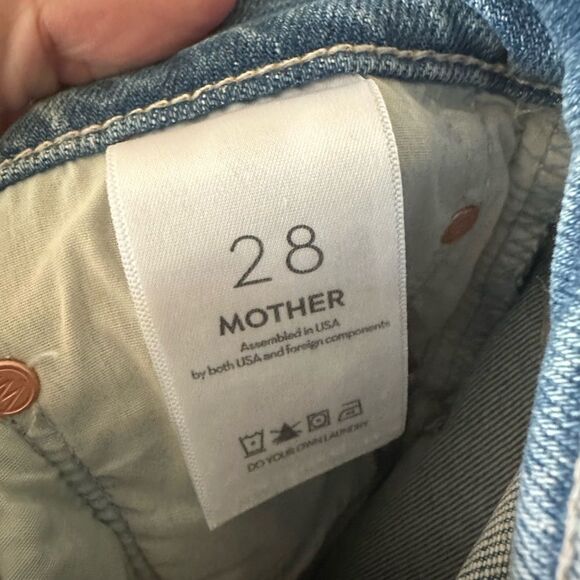 28
MOTHER
Assembled in USA
by both USA and foreign components
DO YOUR OWN LAUNDRY
M